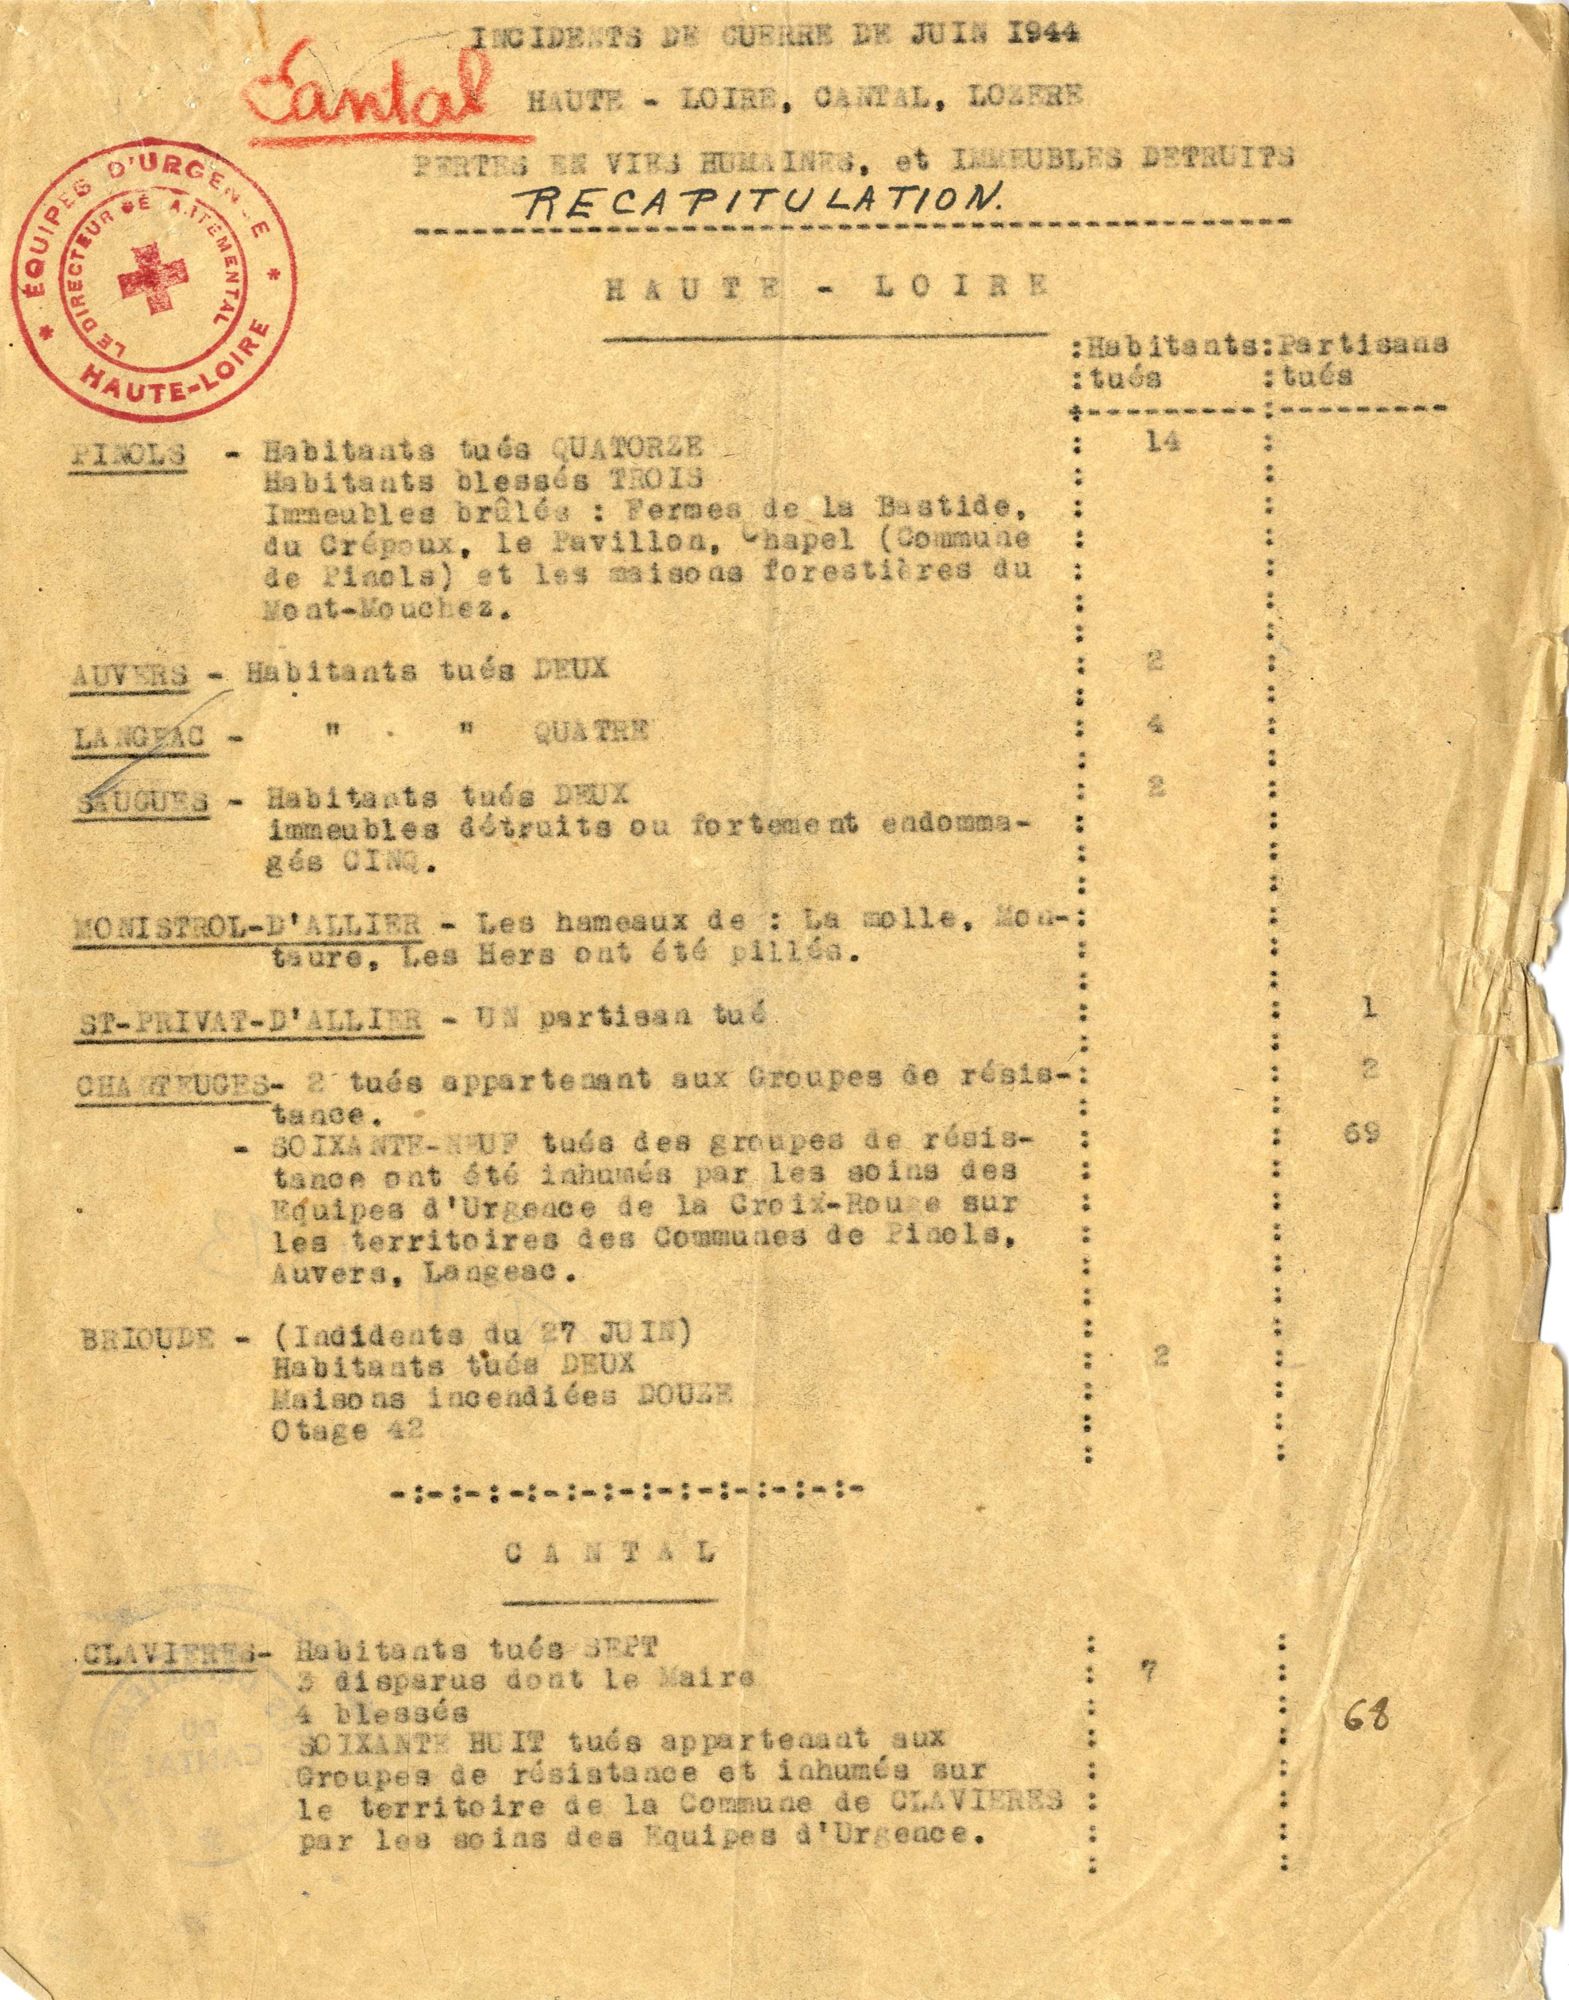 INCIDENTS DE GUERRE DE JUIN 1944
Cantal
HAUTE - LOIRE, CANTAL, LOZERE
PERTES EN VIES HUMAINES, et IMMEUBLES DETRUITS
RECAPITULATION.
ÉQUIPES D'URGENCE
LE DIRECTEUR DÉPARTEMENTAL
* HAUTE-LOIRE *
HAUTE - LOIRE
:Habitants:Partisans
:tués :tués
PINOLS - Habitants tués QUATORZE : 14 :
Habitants blessés TROIS
Immeubles brûlés : Fermes de la Bastide,
du Crépoux, le Pavillon, Chapel (Commune
de Pinols) et les maisons forestières du
Mont-Mouchez.
AUVERS - Habitants tués DEUX : 2 :
LANGEAC - " " QUATRE : 4 :
SAUGUES - Habitants tués DEUX : 2 :
immeubles détruits ou fortement endomma-
gés CINQ.
MONISTROL-D'ALLIER - Les hameaux de : La molle, Mon-:
taure, Les Hers ont été pillés.
ST-PRIVAT-D'ALLIER - UN partisan tué : : 1
CHANTEUGES- 2 tués appartenant aux Groupes de résis-: : 2
tance.
- SOIXANTE-NEUF tués des groupes de résis- : : 69
tance ont été inhumés par les soins des
Equipes d'Urgence de la Croix-Rouge sur
les territoires des Communes de Pinols,
Auvers, Langeac.
BRIOUDE - (Indidents du 27 JUIN)
Habitants tués DEUX : 2 :
Maisons incendiées DOUZE
Otage 42
-:-:-:-:-:-:-:-:-:-:-:-:-
CANTAL
CLAVIERES- Habitants tués SEPT
3 disparus dont le Maire : 7 :
4 blessés
68
SOIXANTE HUIT tués appartenant aux
Groupes de résistance et inhumés sur
le territoire de la Commune de CLAVIERES :
par les soins des Equipes d'Urgence.
DU
CANTAL